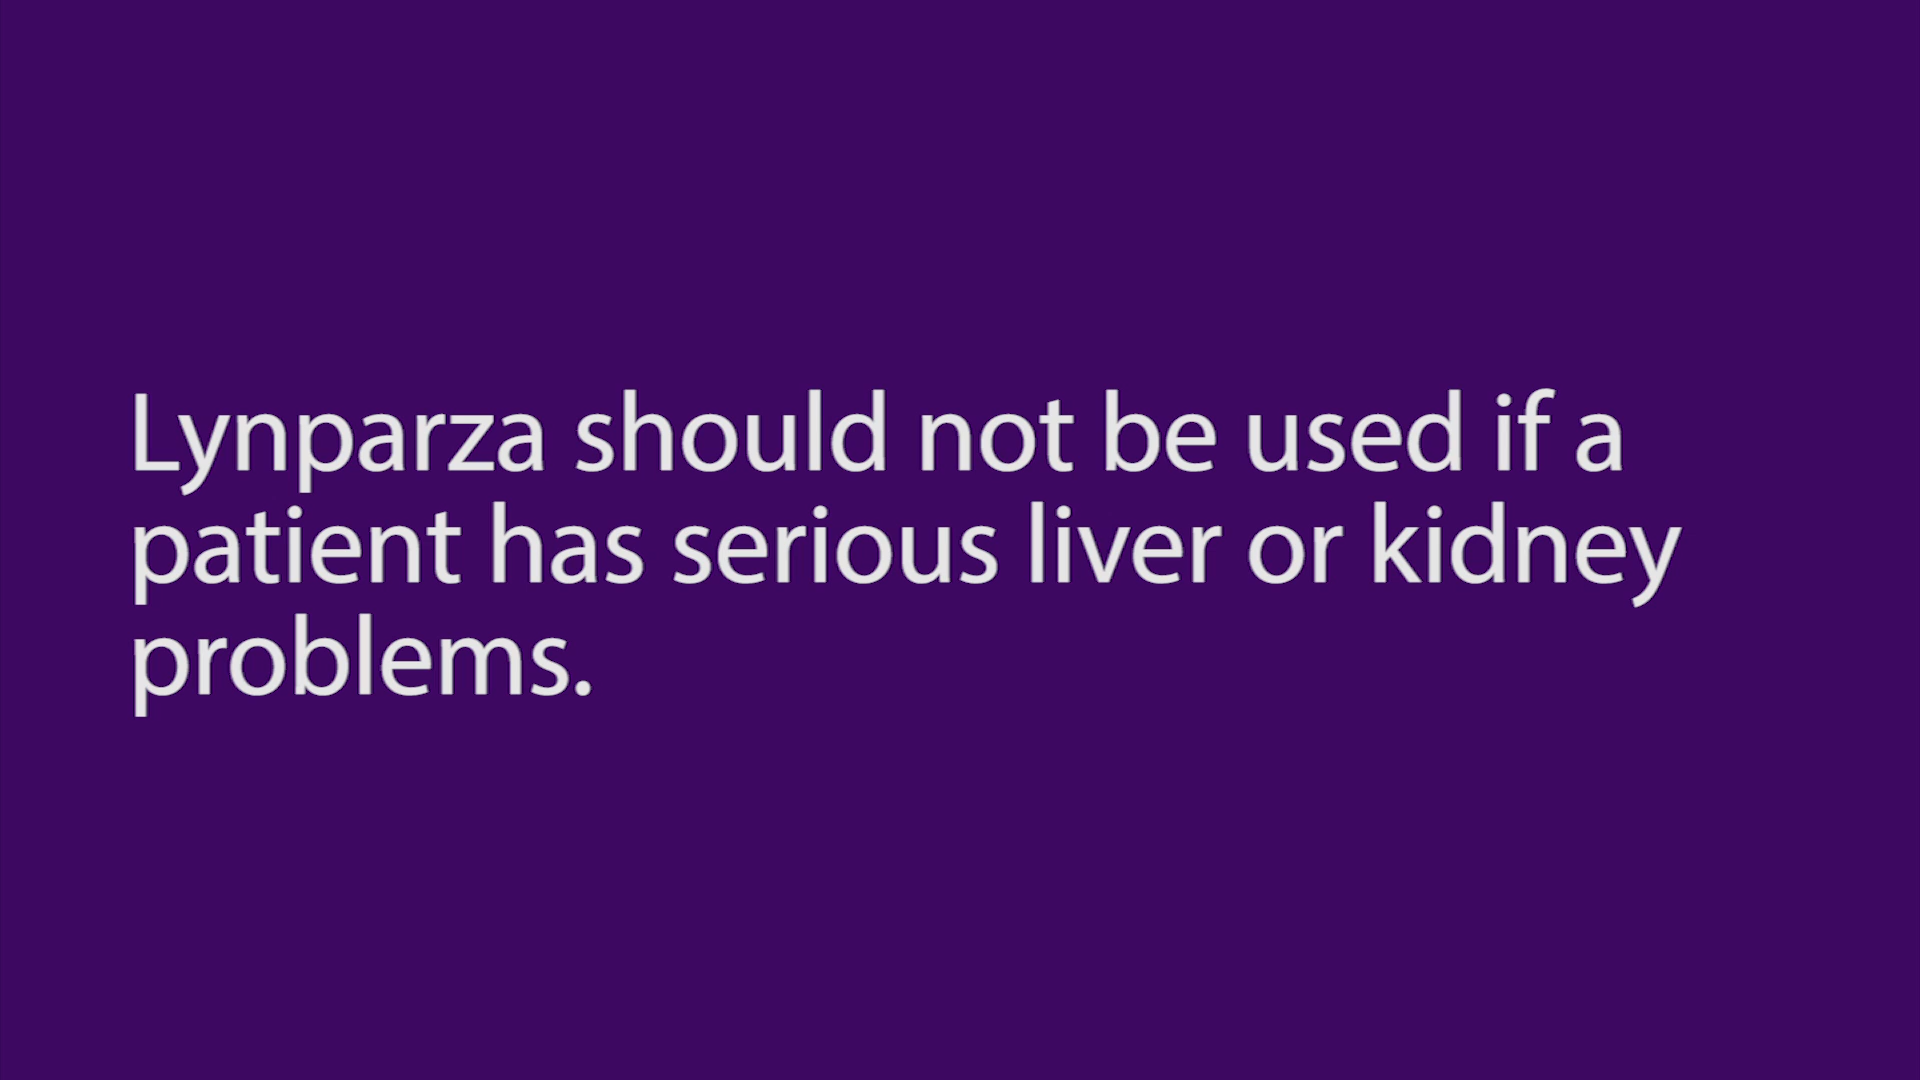 Lynparza should not be used if a
patient has serious liver or kidney
problems.